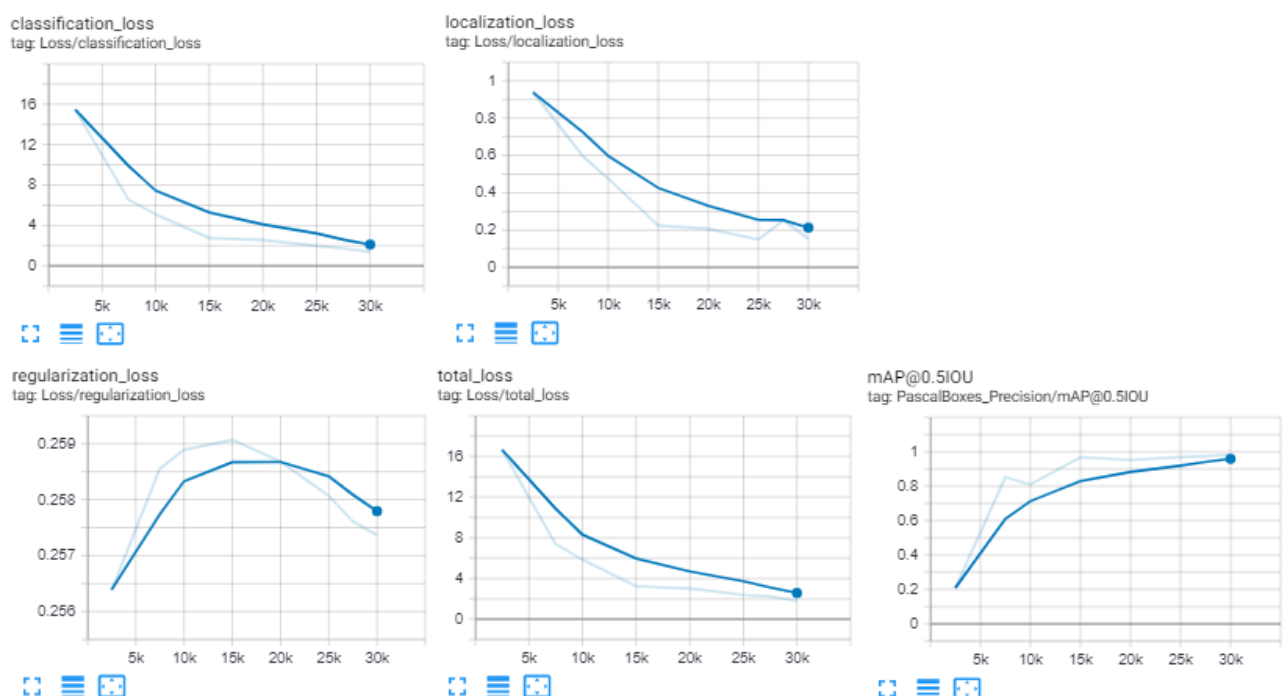 classification_loss
tag: Loss/classification_loss
16
12
8
4
0
5k 10k 15k 20k 25k 30k
localization_loss
tag: Loss/localization_loss
1
0.8
0.6
0.4
0.2
0
5k 10k 15k 20k 25k 30k
regularization_loss
tag: Loss/regularization_loss
0.259
0.258
0.257
0.256
5k 10k 15k 20k 25k 30k
total_loss
tag: Loss/total_loss
16
12
8
4
0
5k 10k 15k 20k 25k 30k
mAP@0.5IOU
tag: PascalBoxes_Precision/mAP@0.5IOU
1
0.8
0.6
0.4
0.2
0
5k 10k 15k 20k 25k 30k